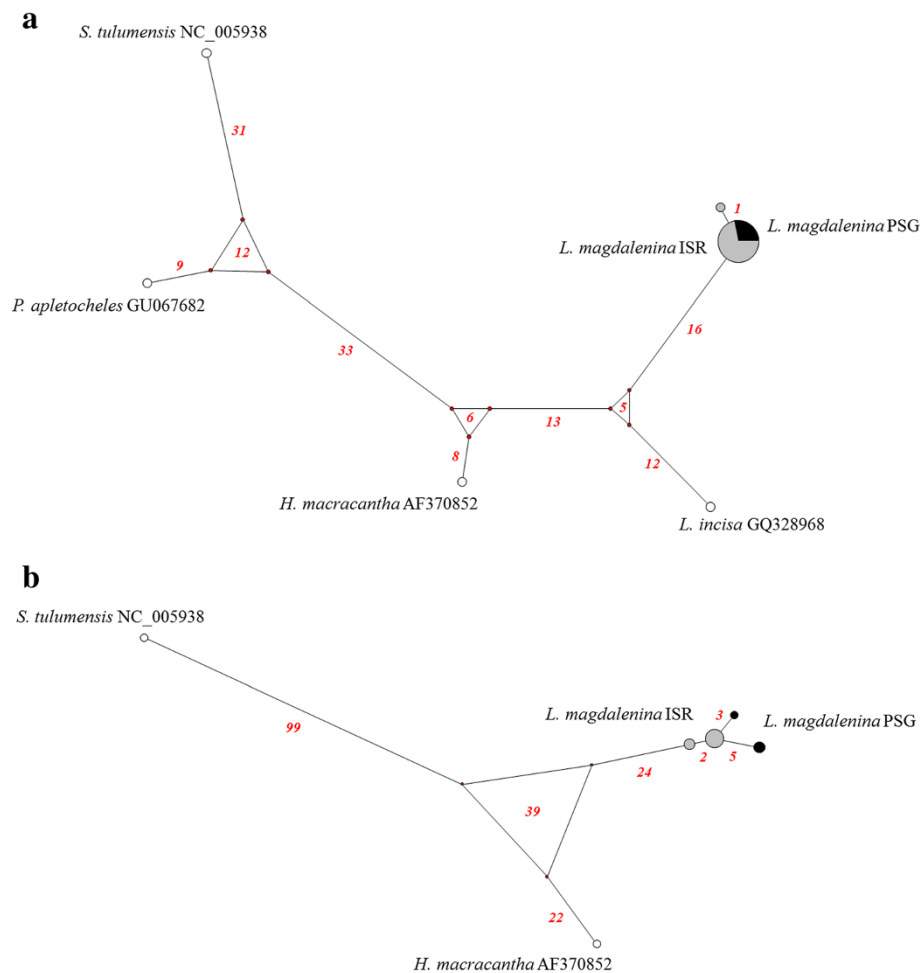 a
S. tulumensis NC_005938
31
1
L. magdalenina PSG
L. magdalenina ISR
12
9
P. apletocheles GU067682
16
33
6
13
5
8
12
H. macracantha AF370852
L. incisa GQ328968
b
S. tulumensis NC_005938
99
L. magdalenina ISR
3
L. magdalenina PSG
2
5
24
39
22
H. macracantha AF370852